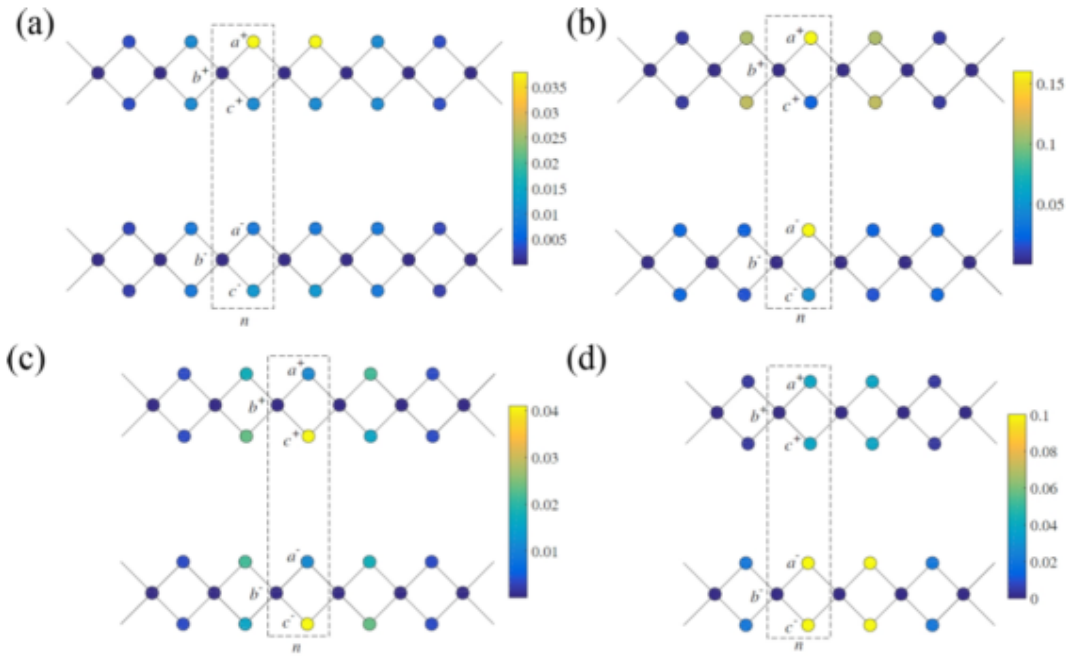 (a)
a⁺
b⁺
c⁺
a⁻
b⁻
c⁻
n
0.035
0.03
0.025
0.02
0.015
0.01
0.005
(b)
a⁺
b⁺
c⁺
a⁻
b⁻
c⁻
n
0.15
0.1
0.05
(c)
a⁺
b⁺
c⁺
a⁻
b⁻
c⁻
n
0.04
0.03
0.02
0.01
(d)
a⁺
b⁺
c⁺
a⁻
b⁻
c⁻
n
0.1
0.08
0.06
0.04
0.02
0